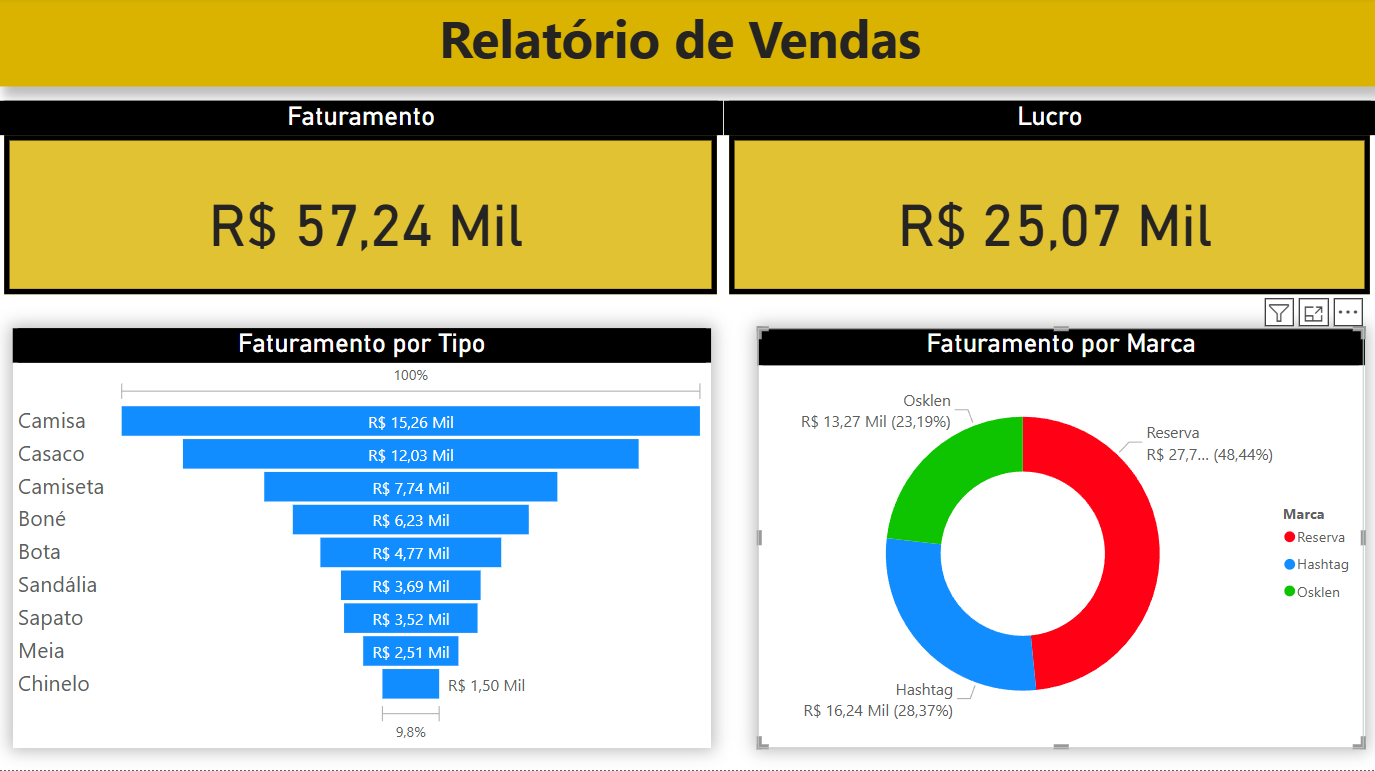 Relatório de Vendas
Faturamento
Lucro
R$ 57,24 Mil
R$ 25,07 Mil
Faturamento por Tipo
100%
Camisa
R$ 15,26 Mil
Casaco
R$ 12,03 Mil
Camiseta
R$ 7,74 Mil
Boné
R$ 6,23 Mil
Bota
R$ 4,77 Mil
Sandália
R$ 3,69 Mil
Sapato
R$ 3,52 Mil
Meia
R$ 2,51 Mil
Chinelo
R$ 1,50 Mil
9,8%
Faturamento por Marca
Osklen
R$ 13,27 Mil (23,19%)
Reserva
R$ 27,7... (48,44%)
Hashtag
R$ 16,24 Mil (28,37%)
Marca
Reserva
Hashtag
Osklen